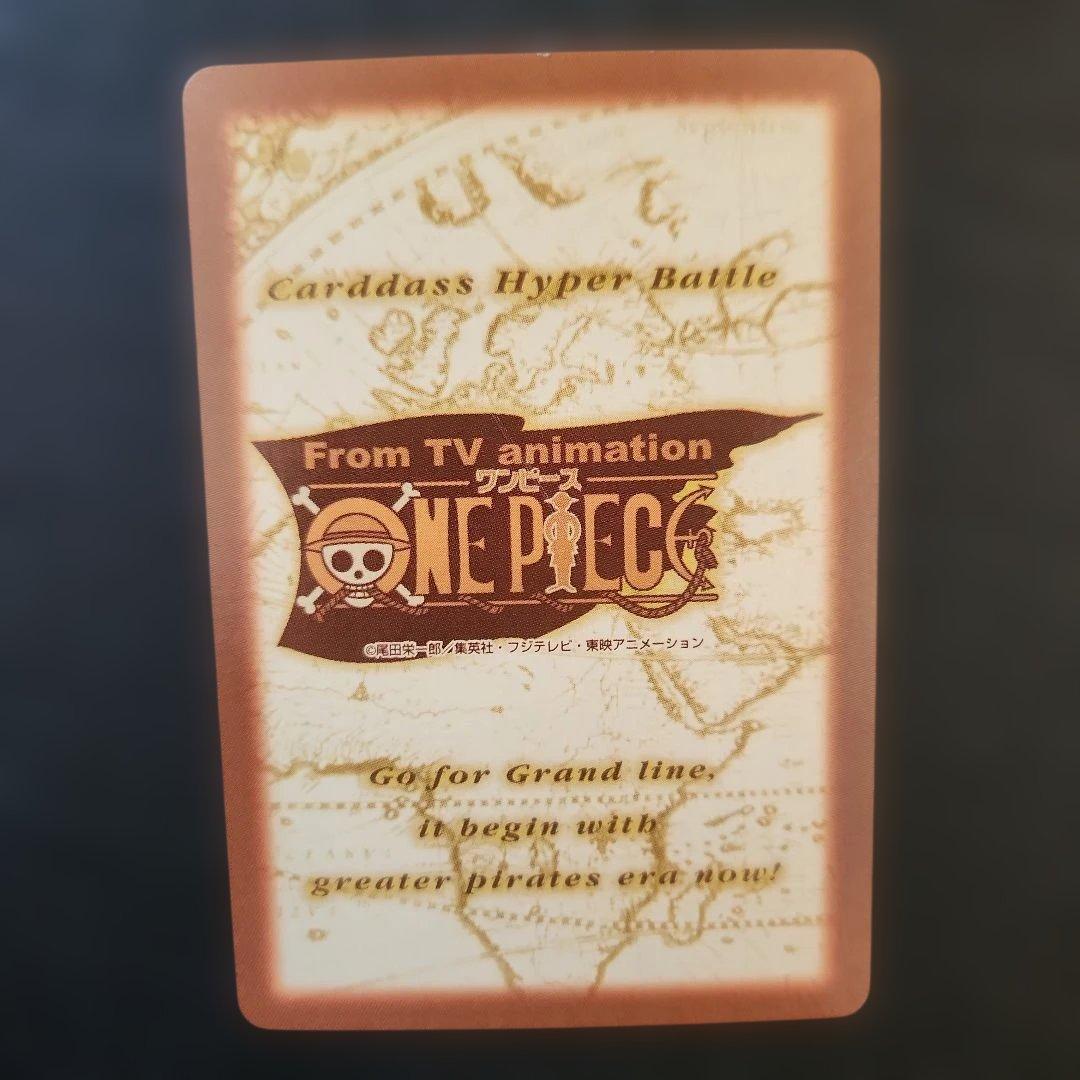 Carddass Hyper Battle
From TV animation
ワンピース
ONE PIECE
©尾田栄一郎/集英社・フジテレビ・東映アニメーション
Go for Grand line,
it begin with
greater pirates era now!